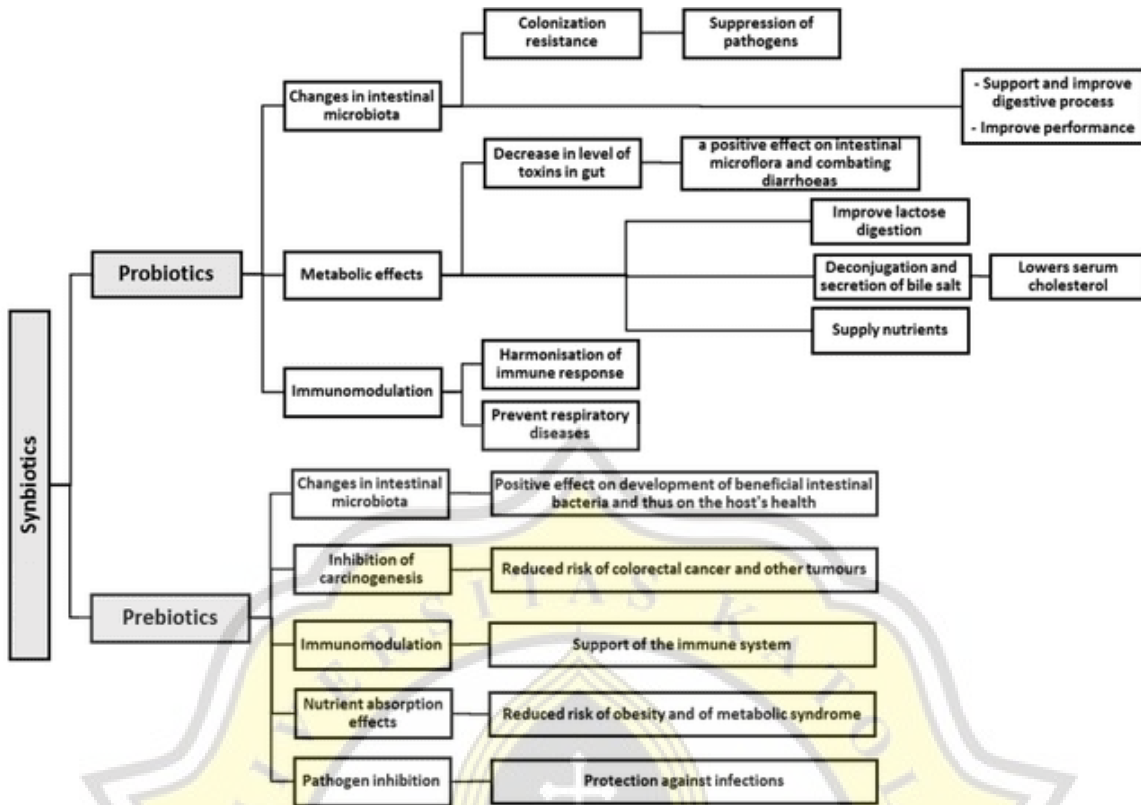 Colonization
resistance
Suppression of
pathogens
Changes in intestinal
microbiota
- Support and improve
digestive process
- Improve performance
Decrease in level of
toxins in gut
a positive effect on intestinal
microflora and combating
diarrhoeas
Improve lactose
digestion
Probiotics
Metabolic effects
Deconjugation and
secretion of bile salt
Lowers serum
cholesterol
Supply nutrients
Harmonisation of
immune response
Immunomodulation
Prevent respiratory
diseases
Synbiotics
Changes in intestinal
microbiota
Positive effect on development of beneficial intestinal
bacteria and thus on the host's health
Inhibition of
carcinogenesis
Reduced risk of colorectal cancer and other tumours
Prebiotics
Immunomodulation
Support of the immune system
Nutrient absorption
effects
Reduced risk of obesity and of metabolic syndrome
Pathogen inhibition
Protection against infections